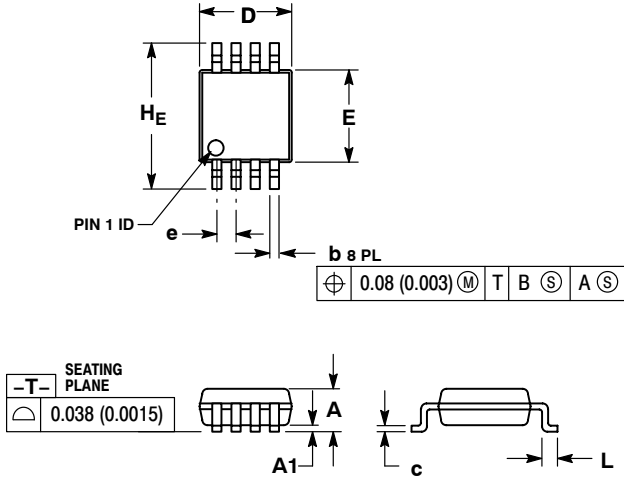 D
HE
E
PIN 1 ID
e
b 8 PL
⌖ 0.08 (0.003) Ⓜ T B Ⓢ A Ⓢ
–T– SEATING
PLANE
⌓ 0.038 (0.0015)
A
A1
c
L